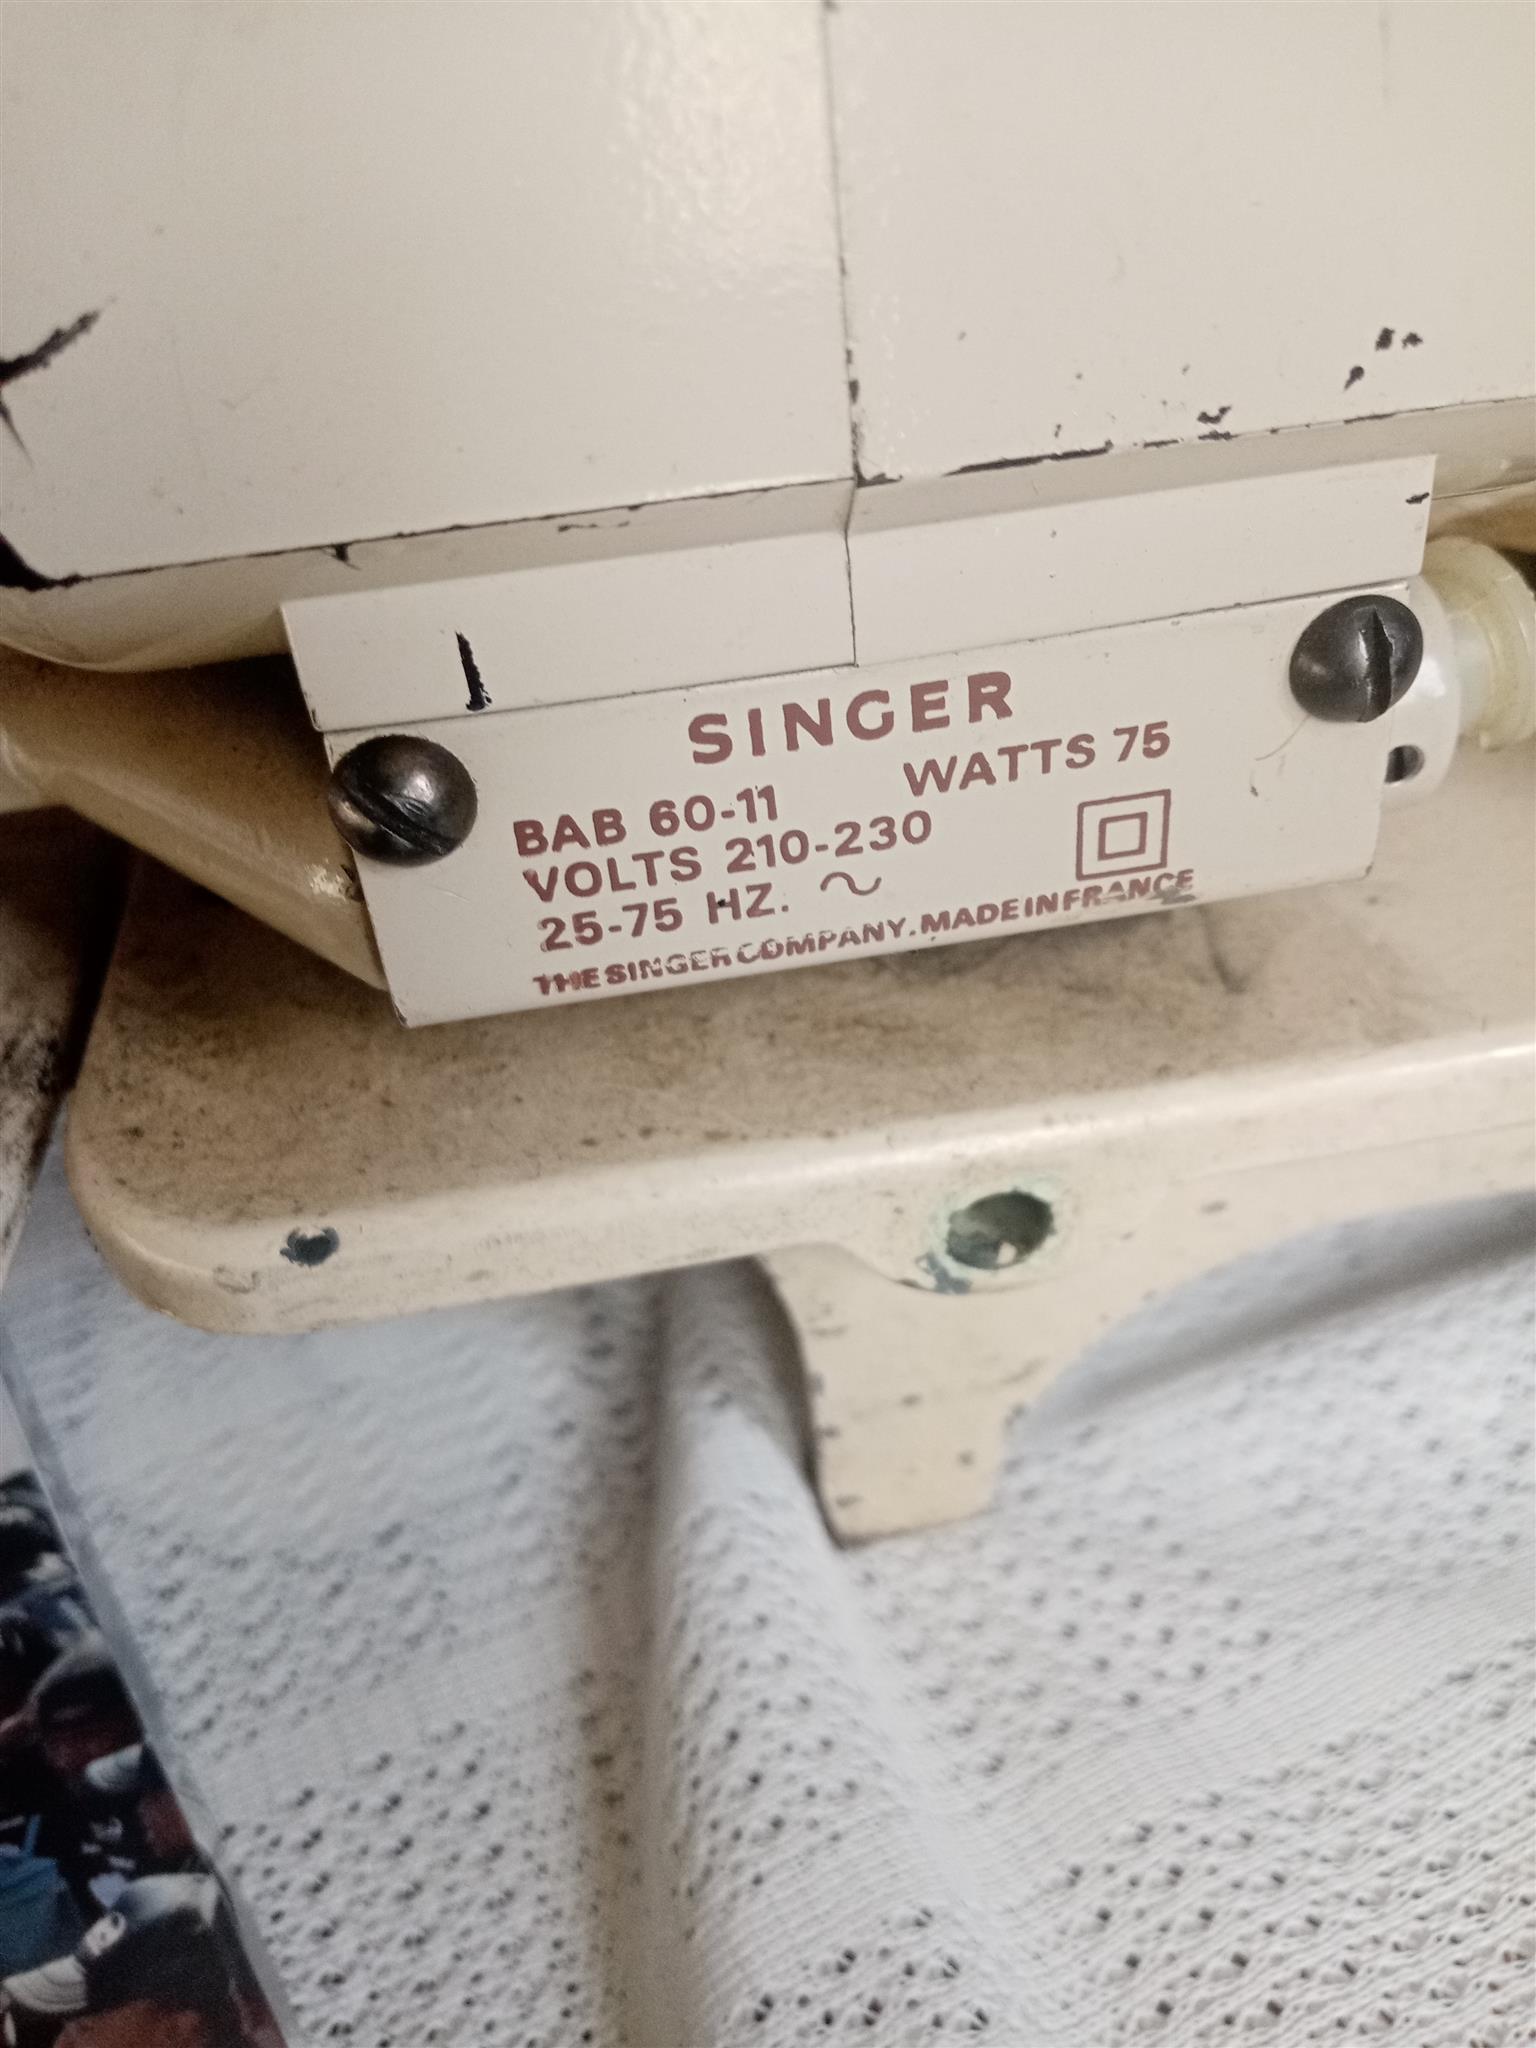 SINGER
BAB 60-11 WATTS 75
VOLTS 210-230
25-75 HZ. ~
THE SINGER COMPANY. MADE IN FRANCE